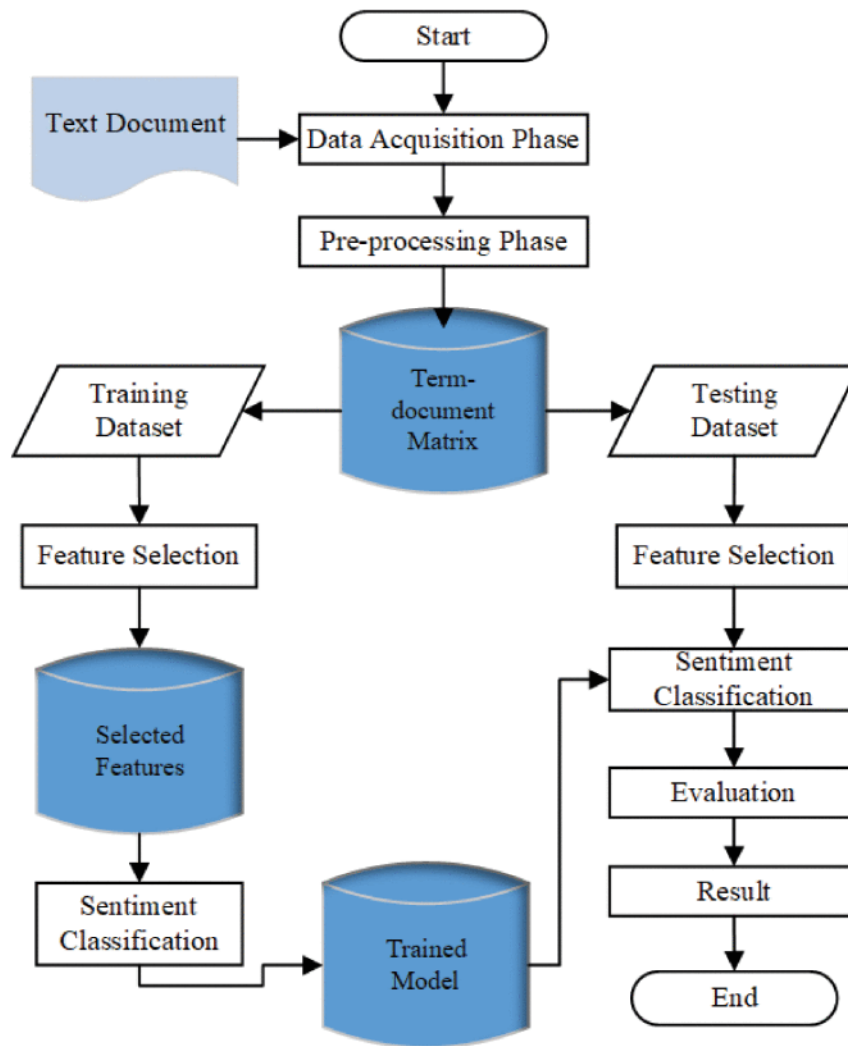 Start
Text Document
Data Acquisition Phase
Pre-processing Phase
Training
Dataset
Term-
document
Matrix
Testing
Dataset
Feature Selection
Feature Selection
Selected
Features
Sentiment
Classification
Evaluation
Sentiment
Classification
Result
Trained
Model
End